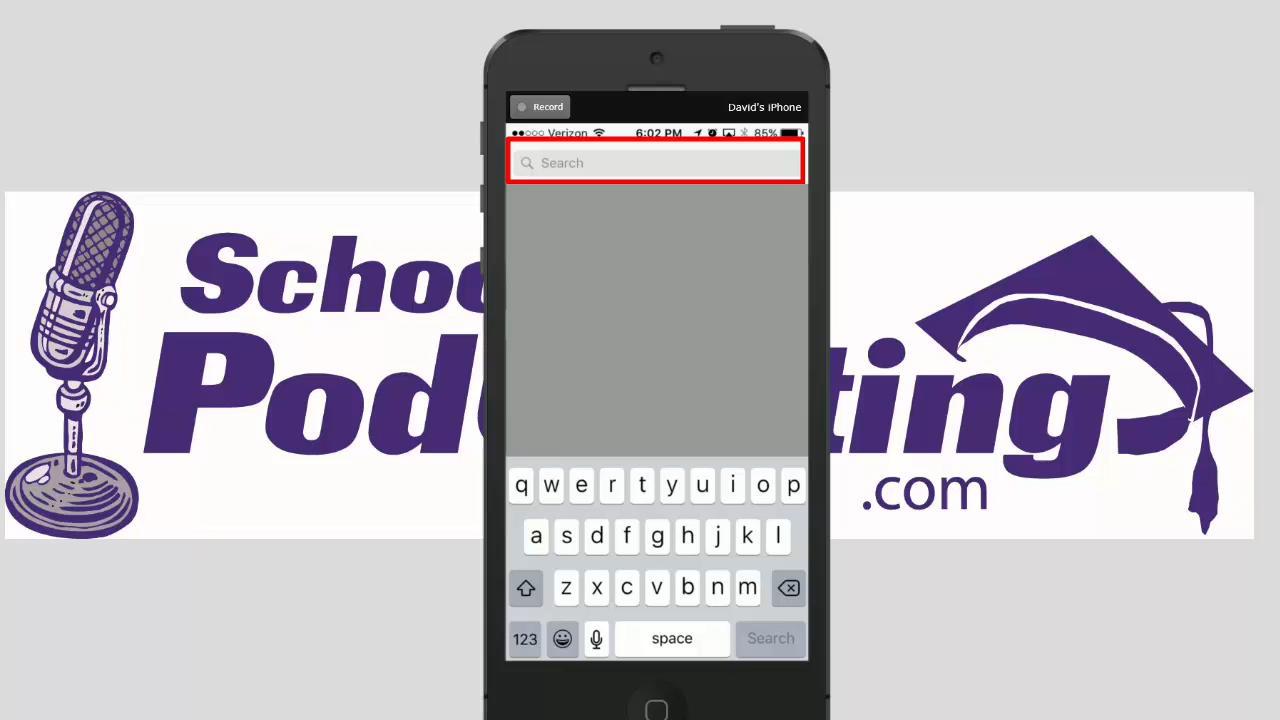 Record David's iPhone
Verizon 6:02 PM 85%
Search
Schoo
Pod ting
.com
q w e r t y u i o p
a s d f g h j k l
z x c v b n m
123 space Search